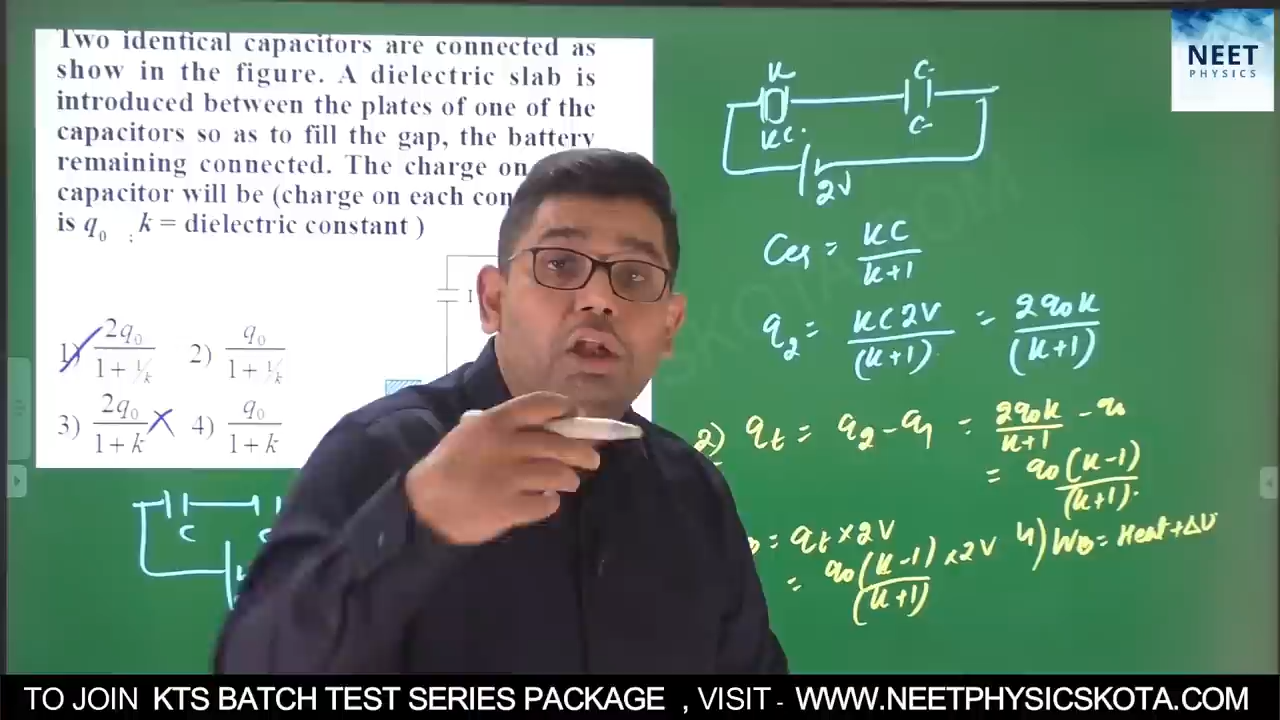 Two identical capacitors are connected as
show in the figure. A dielectric slab is
introduced between the plates of one of the
capacitors so as to fill the gap, the battery
remaining connected. The charge on
capacitor will be (charge on each
is q₀ ; k = dielectric constant )
1) 2q₀/(1 + 1/k) 2) q₀/(1 + 1/k)
3) 2q₀/(1 + k) 4) q₀/(1 + k)
C
K
C
KC
C
2V
Ceq = KC/(K+1)
q₂ = KC2V/(K+1) = 2q₀K/(K+1)
2) qt = q₂ - q₁ = 2q₀K/(K+1) - q₀
= q₀(K-1)/(K+1)
= qt × 2V
= q₀(K-1)/(K+1) × 2V
4) WB = Heat + ΔU
NEET
PHYSICS
TO JOIN KTS BATCH TEST SERIES PACKAGE , VISIT - WWW.NEETPHYSICSKOTA.COM